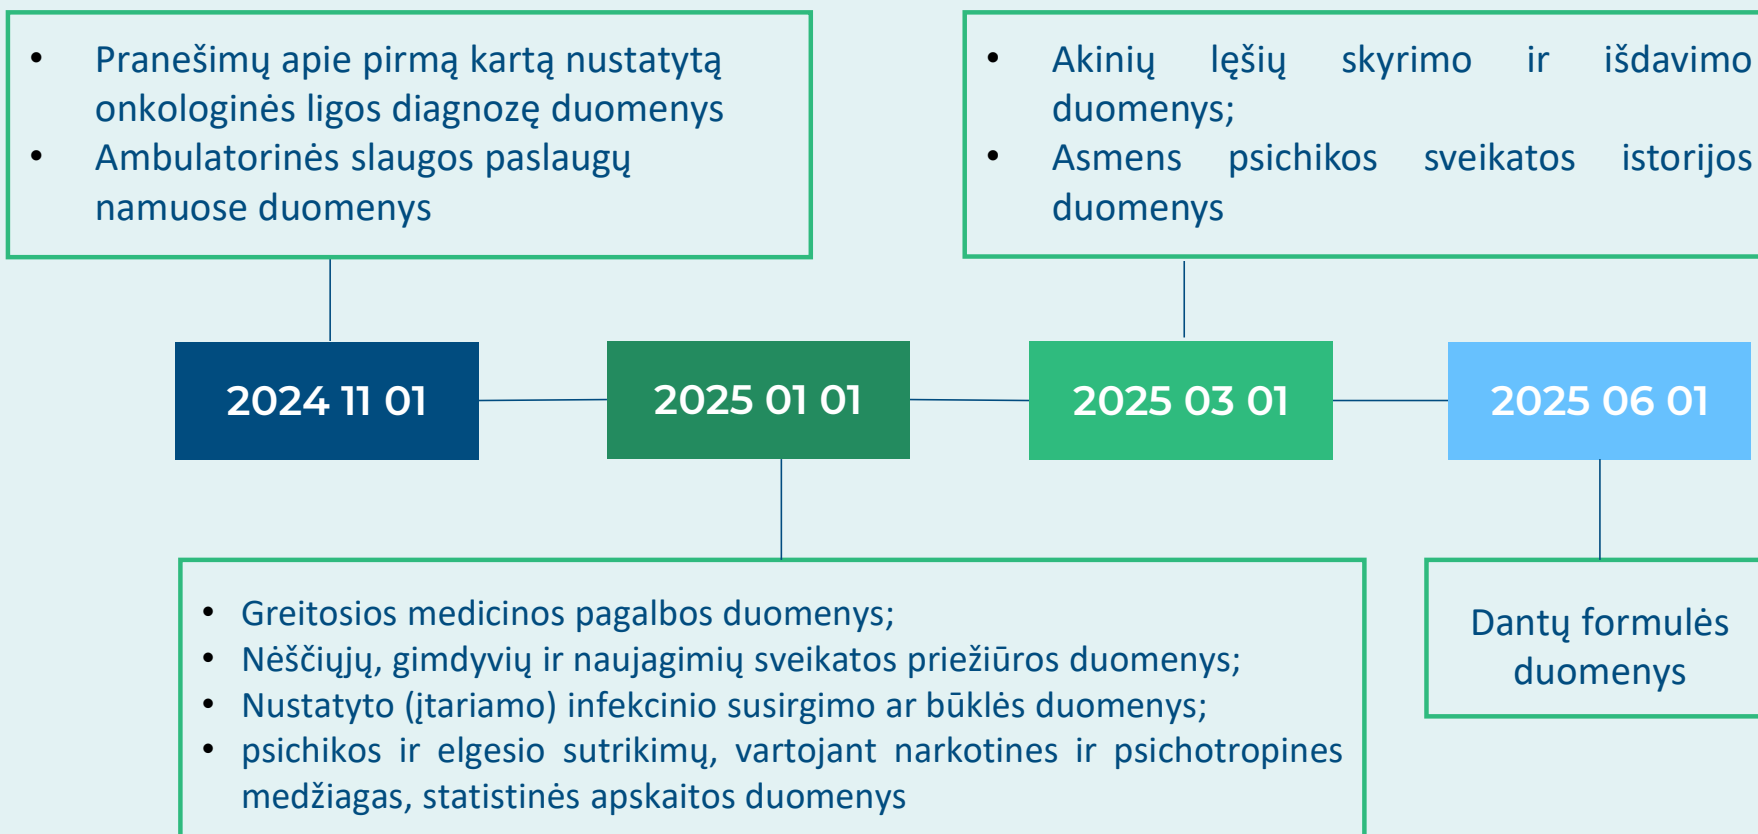 • Pranešimų apie pirmą kartą nustatytą
onkologinės ligos diagnozę duomenys
• Ambulatorinės slaugos paslaugų
namuose duomenys
• Akinių lęšių skyrimo ir išdavimo
duomenys;
• Asmens psichikos sveikatos istorijos
duomenys
2024 11 01
2025 01 01
2025 03 01
2025 06 01
• Greitosios medicinos pagalbos duomenys;
• Nėščiųjų, gimdyvių ir naujagimių sveikatos priežiūros duomenys;
• Nustatyto (įtariamo) infekcinio susirgimo ar būklės duomenys;
• psichikos ir elgesio sutrikimų, vartojant narkotines ir psichotropines
medžiagas, statistinės apskaitos duomenys
Dantų formulės
duomenys